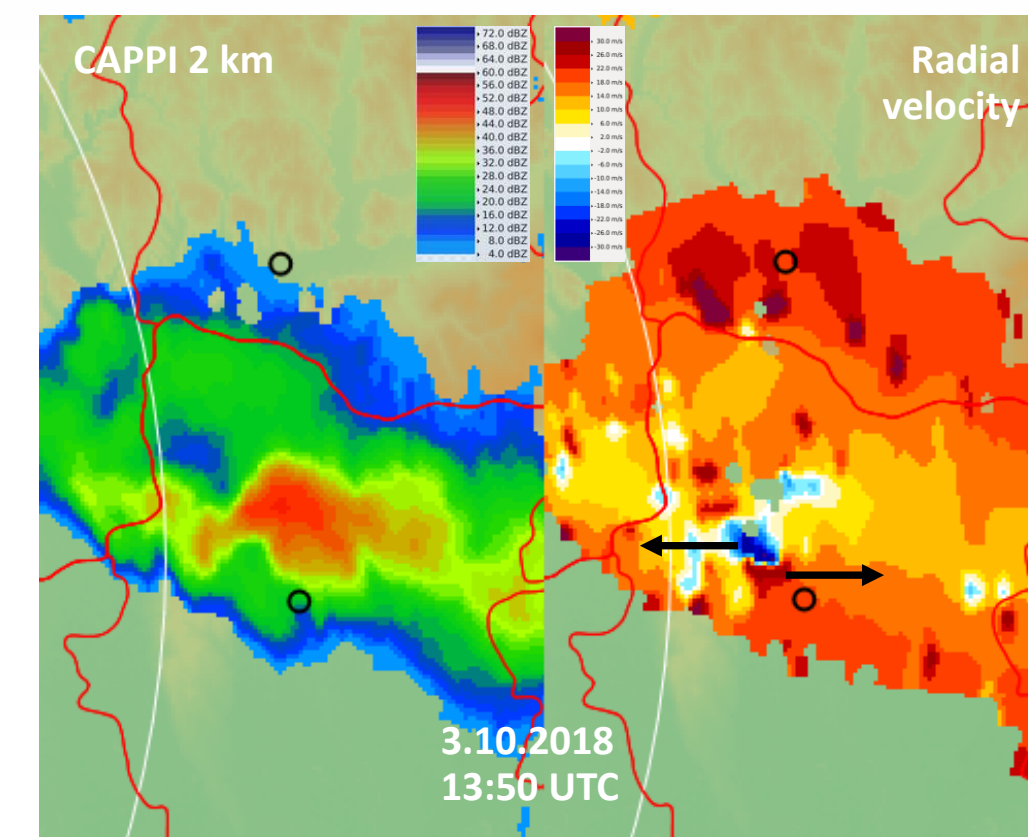 CAPPI 2 km
72.0 dBZ
68.0 dBZ
64.0 dBZ
60.0 dBZ
56.0 dBZ
52.0 dBZ
48.0 dBZ
44.0 dBZ
40.0 dBZ
36.0 dBZ
32.0 dBZ
28.0 dBZ
24.0 dBZ
20.0 dBZ
16.0 dBZ
12.0 dBZ
8.0 dBZ
4.0 dBZ
30.0 m/s
26.0 m/s
22.0 m/s
18.0 m/s
14.0 m/s
10.0 m/s
6.0 m/s
2.0 m/s
-2.0 m/s
-6.0 m/s
-10.0 m/s
-14.0 m/s
-18.0 m/s
-22.0 m/s
-26.0 m/s
-30.0 m/s
Radial
velocity
3.10.2018
13:50 UTC